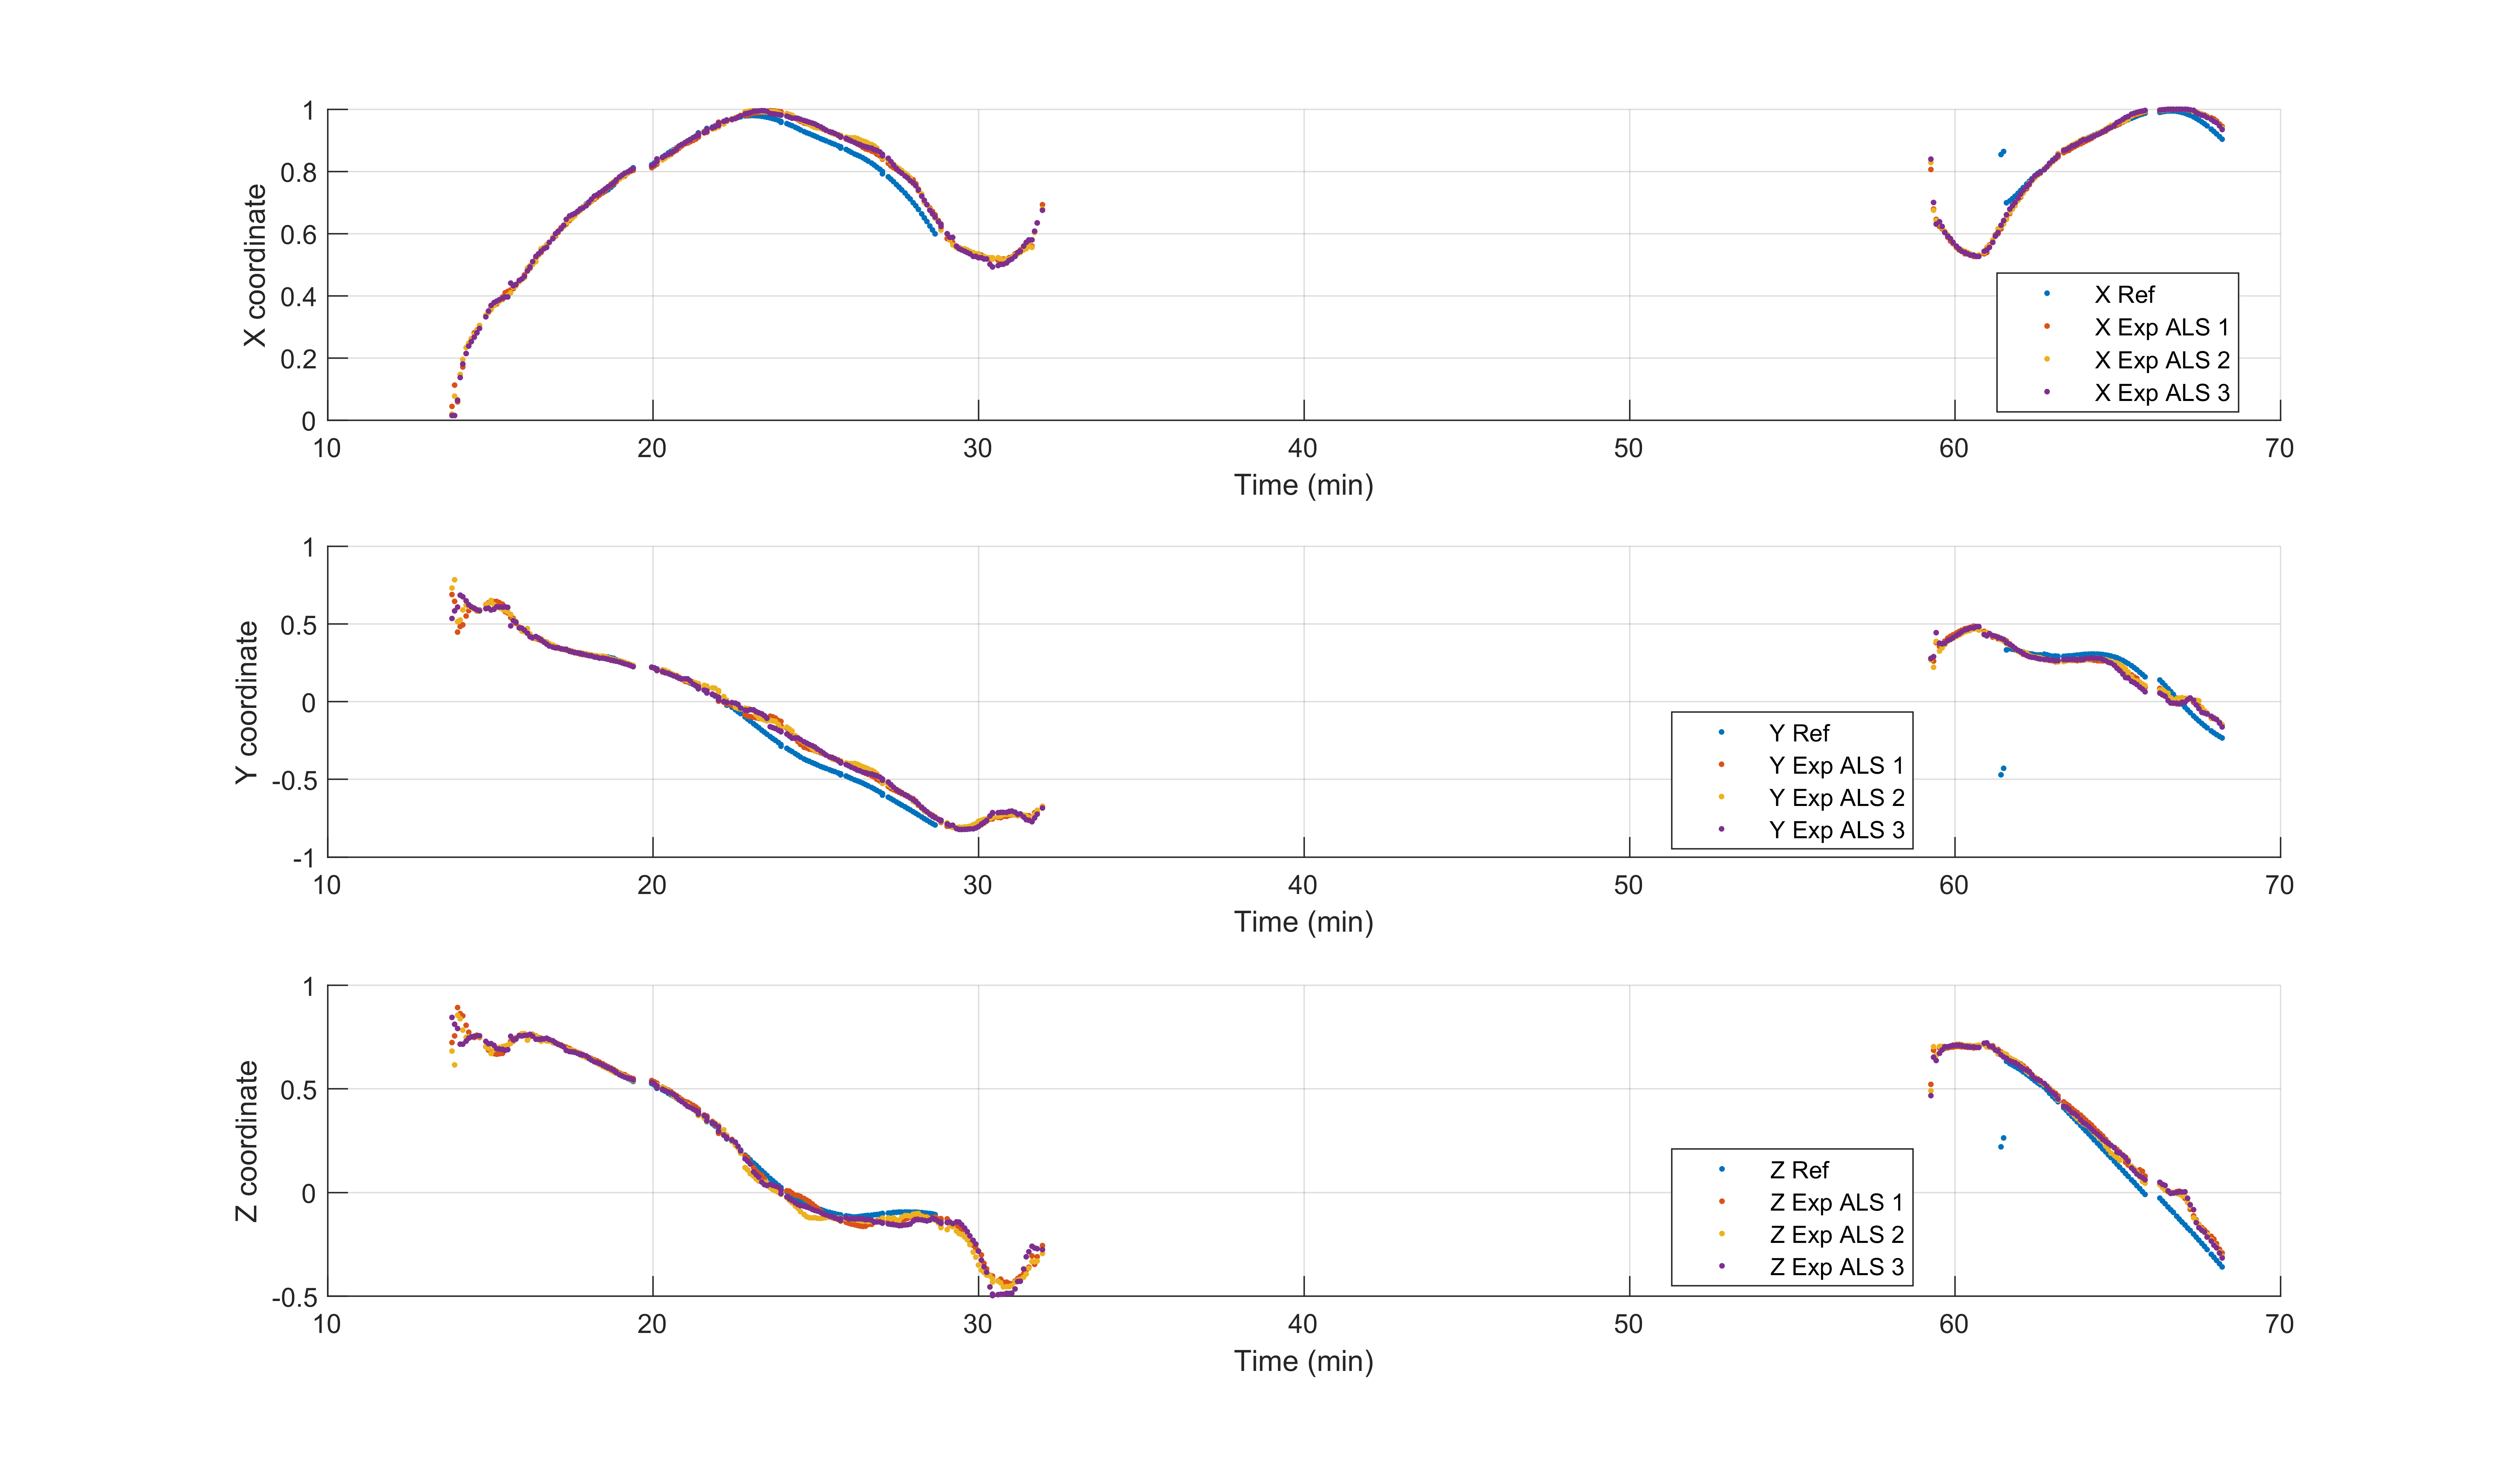 X coordinate
1
0.8
0.6
0.4
0.2
0
10 20 30 40 50 60 70
Time (min)
X Ref
X Exp ALS 1
X Exp ALS 2
X Exp ALS 3
Y coordinate
1
0.5
0
-0.5
-1
10 20 30 40 50 60 70
Time (min)
Y Ref
Y Exp ALS 1
Y Exp ALS 2
Y Exp ALS 3
Z coordinate
1
0.5
0
-0.5
10 20 30 40 50 60 70
Time (min)
Z Ref
Z Exp ALS 1
Z Exp ALS 2
Z Exp ALS 3